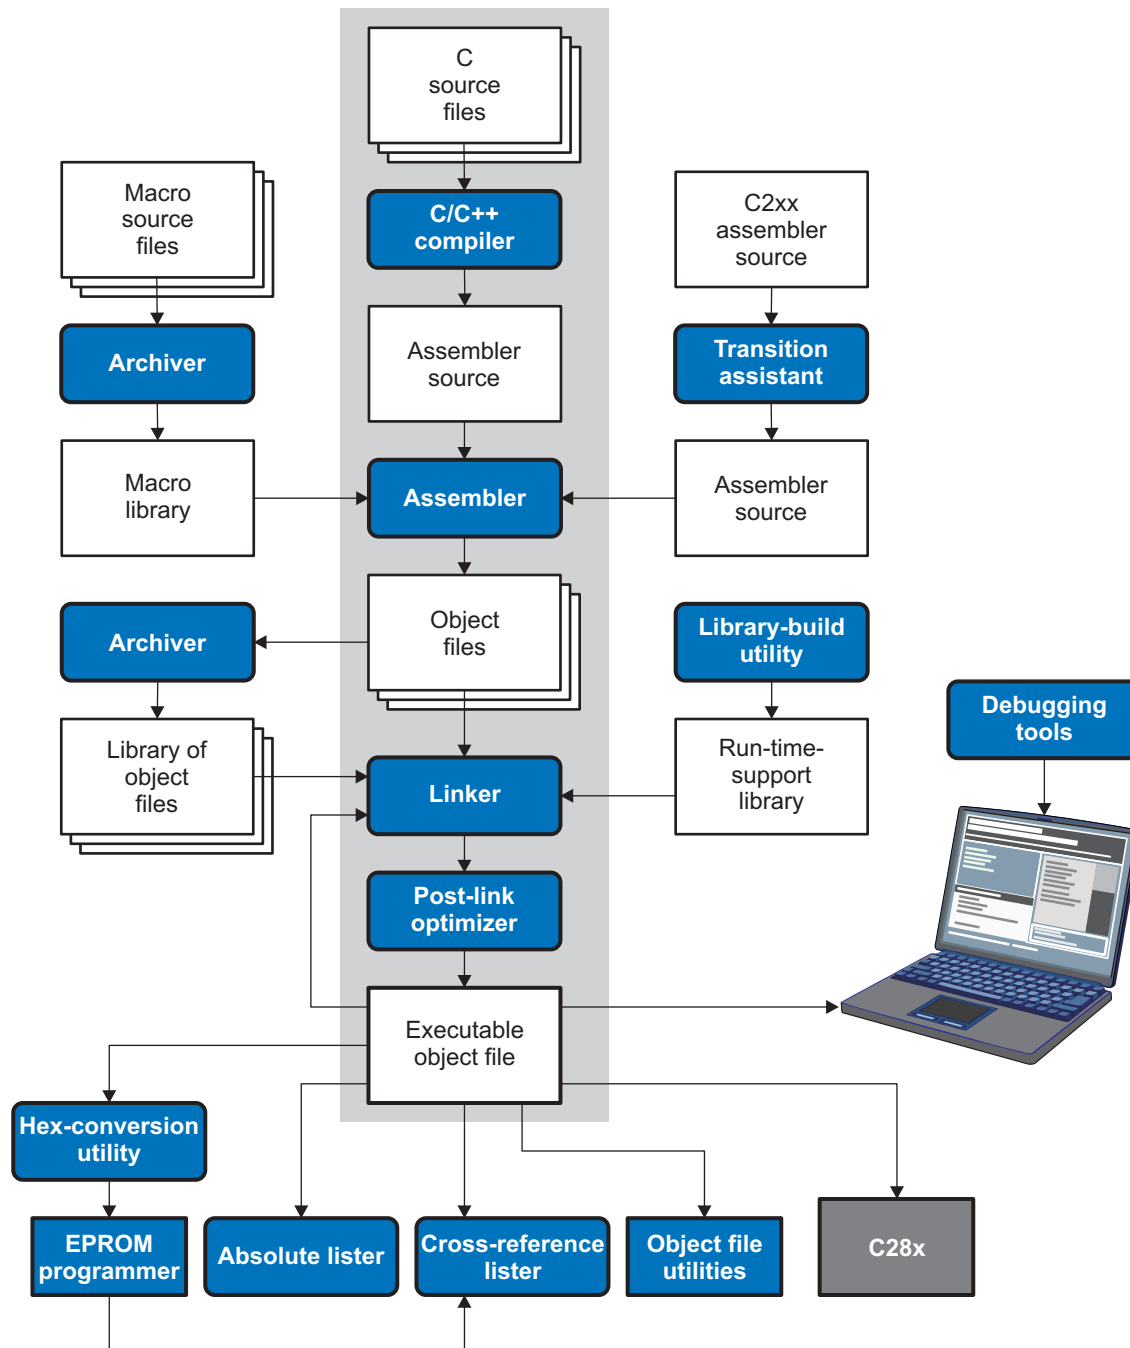 C
source
files
Macro
source
files
C/C++
compiler
C2xx
assembler
source
Archiver
Assembler
source
Transition
assistant
Macro
library
Assembler
Assembler
source
Archiver
Object
files
Library-build
utility
Debugging
tools
Library of
object
files
Linker
Run-time-
support
library
Post-link
optimizer
Executable
object file
Hex-conversion
utility
EPROM
programmer
Absolute lister
Cross-reference
lister
Object file
utilities
C28x